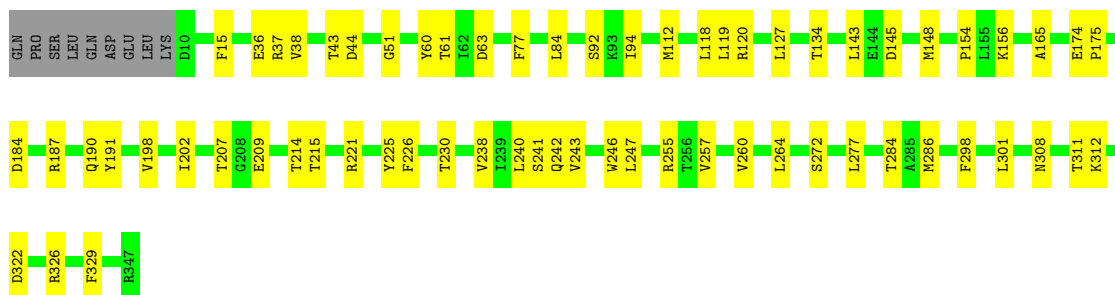 GLN PRO SER LEU GLN ASP GLU LEU LYS D10 F15 E36 R37 V38 T43 D44 G51 Y60 T61 I62 D63 F77 L84 S92 K93 I94 M112 L118 L119 R120 L127 T134 L143 E144 D145 M148 P154 L155 K156 A165 E174 P175
D184 R187 Q190 Y191 V198 I202 T207 G208 E209 T214 T215 R221 Y225 F226 T230 V238 I239 L240 S241 Q242 V243 W246 L247 R255 T256 V257 V260 L264 S272 L277 T284 A285 M286 F298 L301 N308 T311 K312
D322 R326 F329 R347